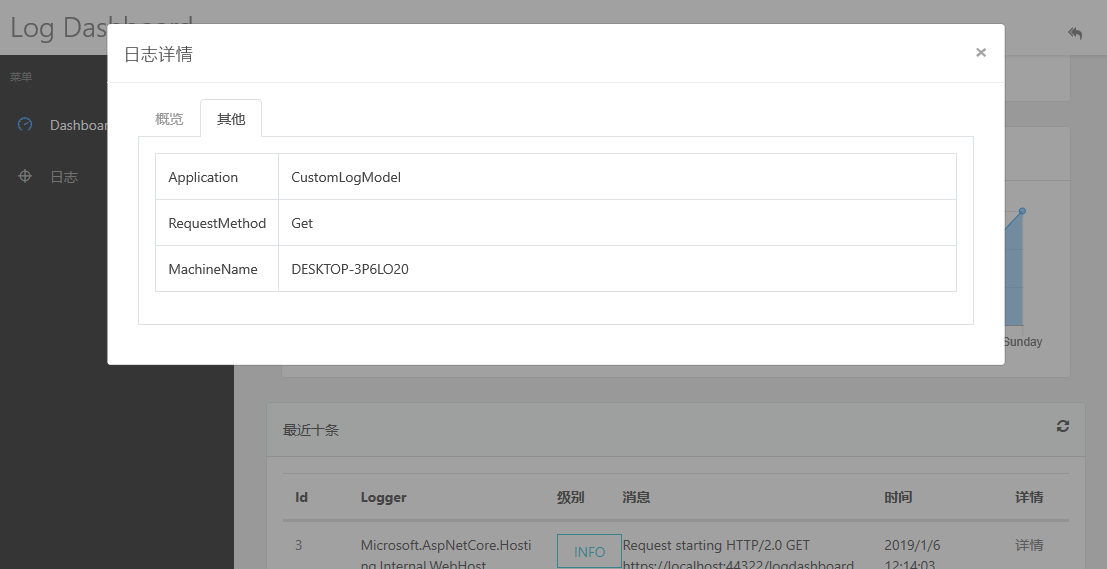 Log Dashboard
日志详情
×
菜单
Dashboar
日志
概览
其他
Application CustomLogModel
RequestMethod Get
MachineName DESKTOP-3P6LO20
Sunday
最近十条
Id Logger 级别 消息 时间 详情
3 Microsoft.AspNetCore.Hosti INFO Request starting HTTP/2.0 GET 2019/1/6 详情
ng.Internal.WebHost https://localhost:44322/logdashboard 12:14:03